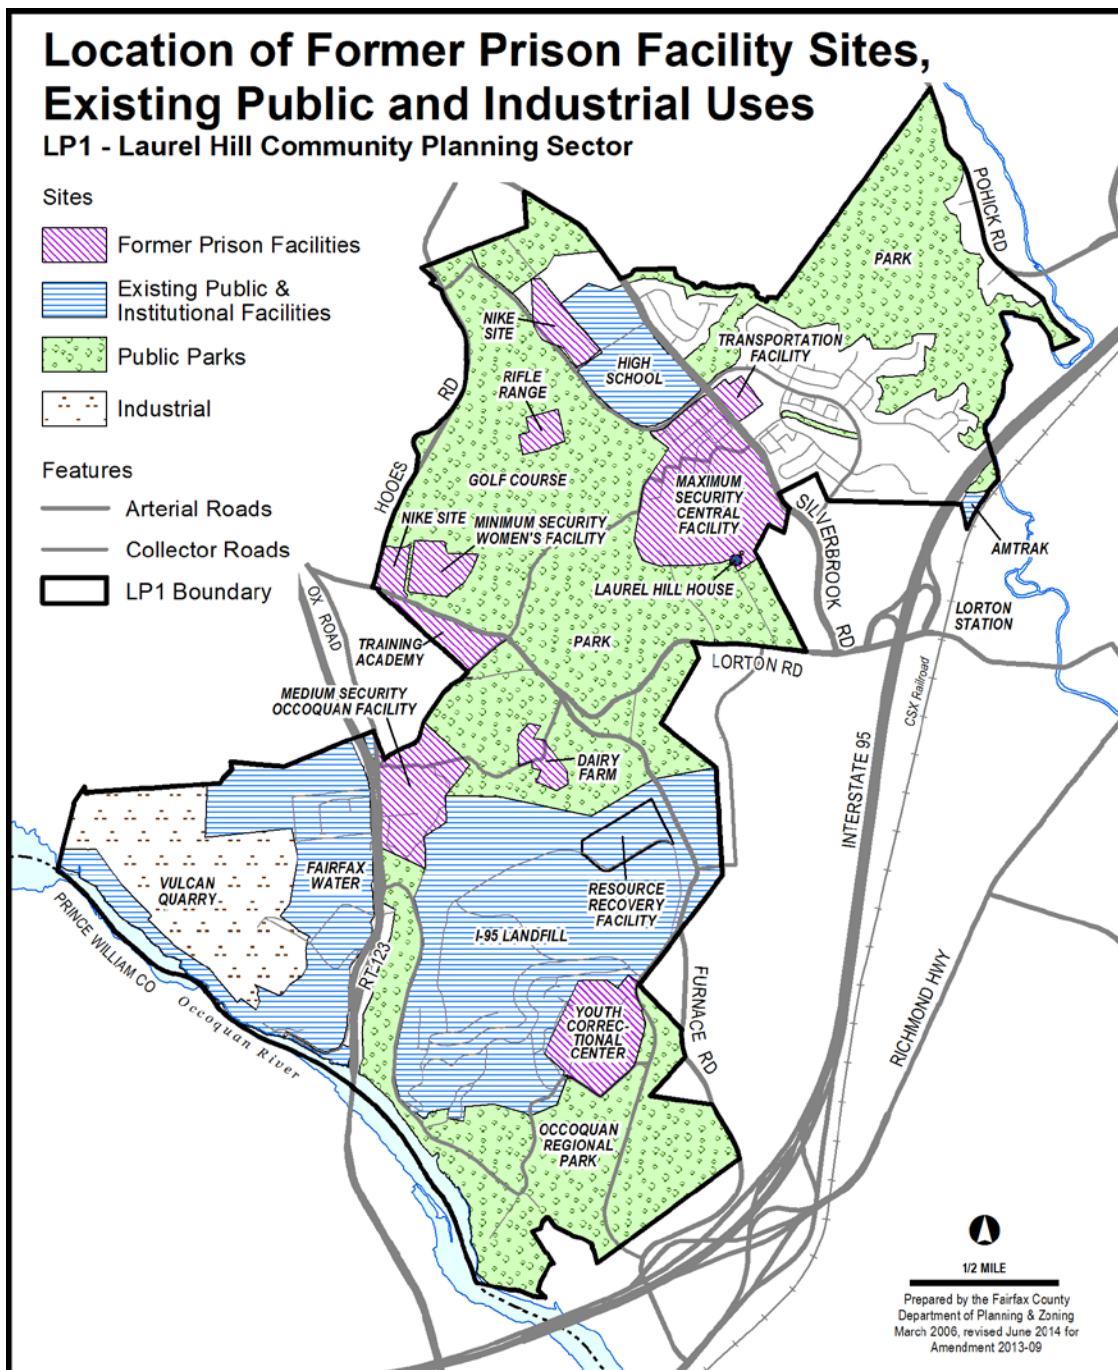 Location of Former Prison Facility Sites,
Existing Public and Industrial Uses
LP1 - Laurel Hill Community Planning Sector
Sites
Former Prison Facilities
Existing Public &
Institutional Facilities
Public Parks
Industrial
Features
Arterial Roads
Collector Roads
LP1 Boundary
POHICK RD
PARK
NIKE
SITE
TRANSPORTATION
FACILITY
HIGH
SCHOOL
RIFLE
RANGE
HOOES RD
GOLF COURSE
MAXIMUM
SECURITY
CENTRAL
FACILITY
SILVERBROOK RD
NIKE SITE
MINIMUM SECURITY
WOMEN'S FACILITY
AMTRAK
LAUREL HILL HOUSE
OX ROAD
LORTON
STATION
TRAINING
ACADEMY
PARK
LORTON RD
MEDIUM SECURITY
OCCOQUAN FACILITY
CSX Railroad
INTERSTATE 95
DAIRY
FARM
VULCAN
QUARRY
FAIRFAX
WATER
RESOURCE
RECOVERY
FACILITY
PRINCE WILLIAM CO
I-95 LANDFILL
RT-123
FURNACE RD
RICHMOND HWY
Occoquan River
YOUTH
CORREC-
TIONAL
CENTER
OCCOQUAN
REGIONAL
PARK
1/2 MILE
Prepared by the Fairfax County
Department of Planning & Zoning
March 2006, revised June 2014 for
Amendment 2013-09